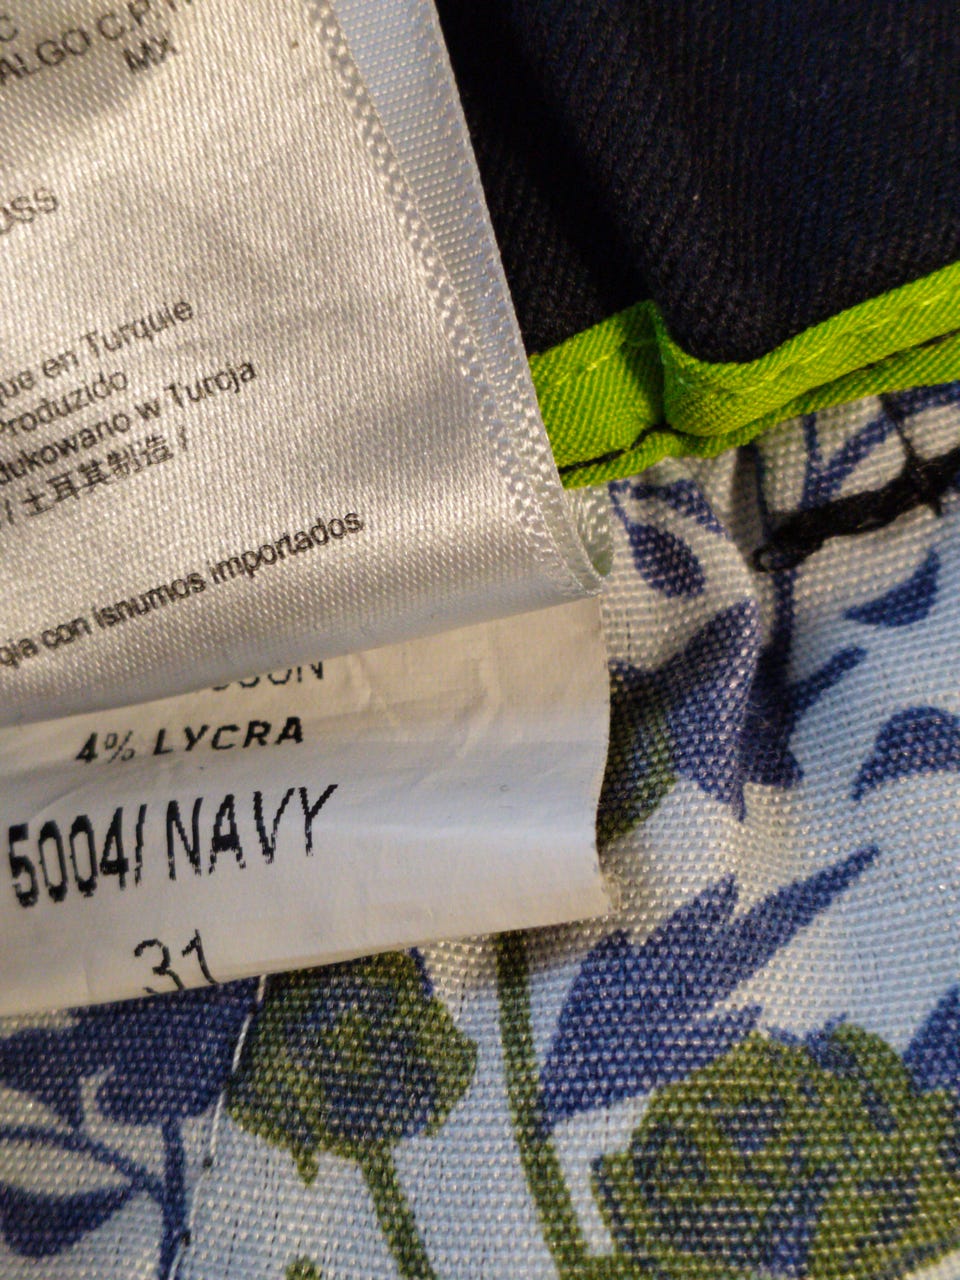 C
ALGO C.P.
MX
OSS
que en Turquie
Produzido
dukowano w Turcja
/ 土耳其制造 /
gia con isnumos importados
4% LYCRA
5004/ NAVY
31